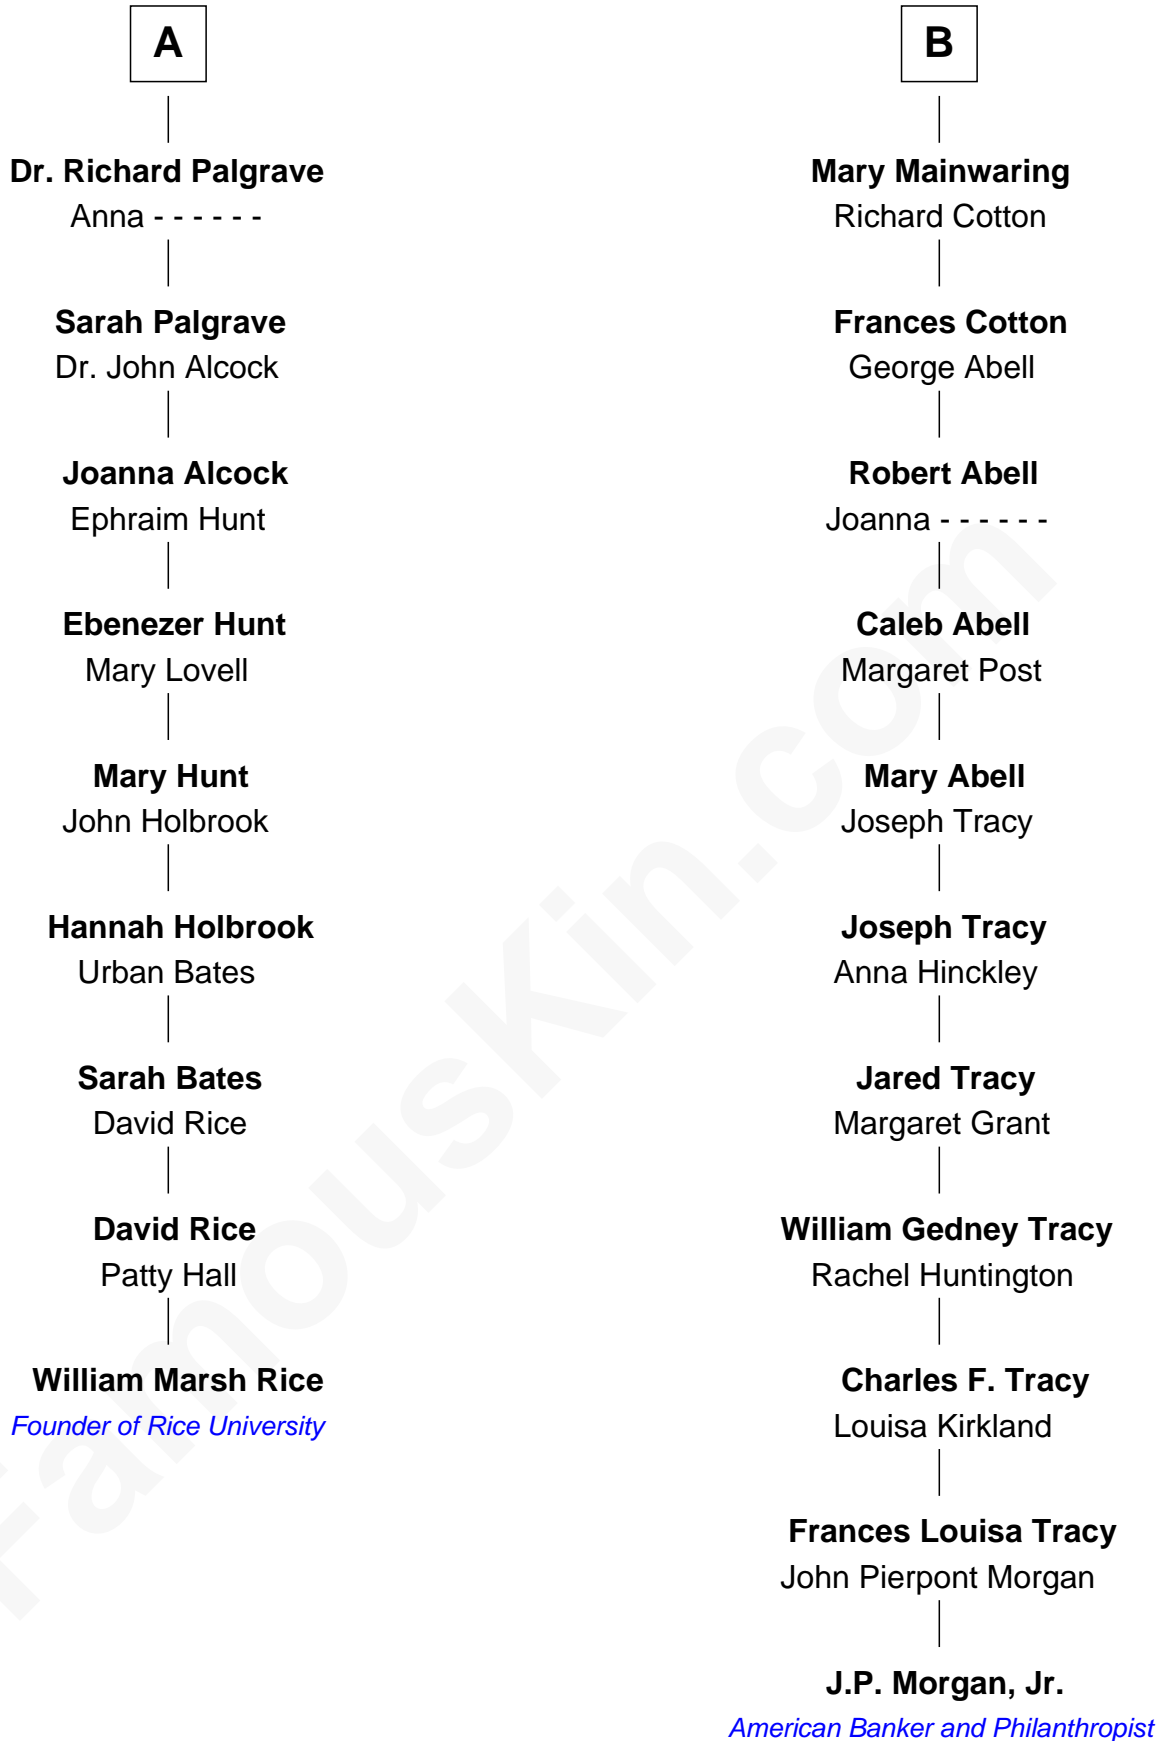 A
Dr. Richard Palgrave
Anna - - - - - -
Sarah Palgrave
Dr. John Alcock
Joanna Alcock
Ephraim Hunt
Ebenezer Hunt
Mary Lovell
Mary Hunt
John Holbrook
Hannah Holbrook
Urban Bates
Sarah Bates
David Rice
David Rice
Patty Hall
William Marsh Rice
Founder of Rice University
B
Mary Mainwaring
Richard Cotton
Frances Cotton
George Abell
Robert Abell
Joanna - - - - - -
Caleb Abell
Margaret Post
Mary Abell
Joseph Tracy
Joseph Tracy
Anna Hinckley
Jared Tracy
Margaret Grant
William Gedney Tracy
Rachel Huntington
Charles F. Tracy
Louisa Kirkland
Frances Louisa Tracy
John Pierpont Morgan
J.P. Morgan, Jr.
American Banker and Philanthropist
FamousKin.com